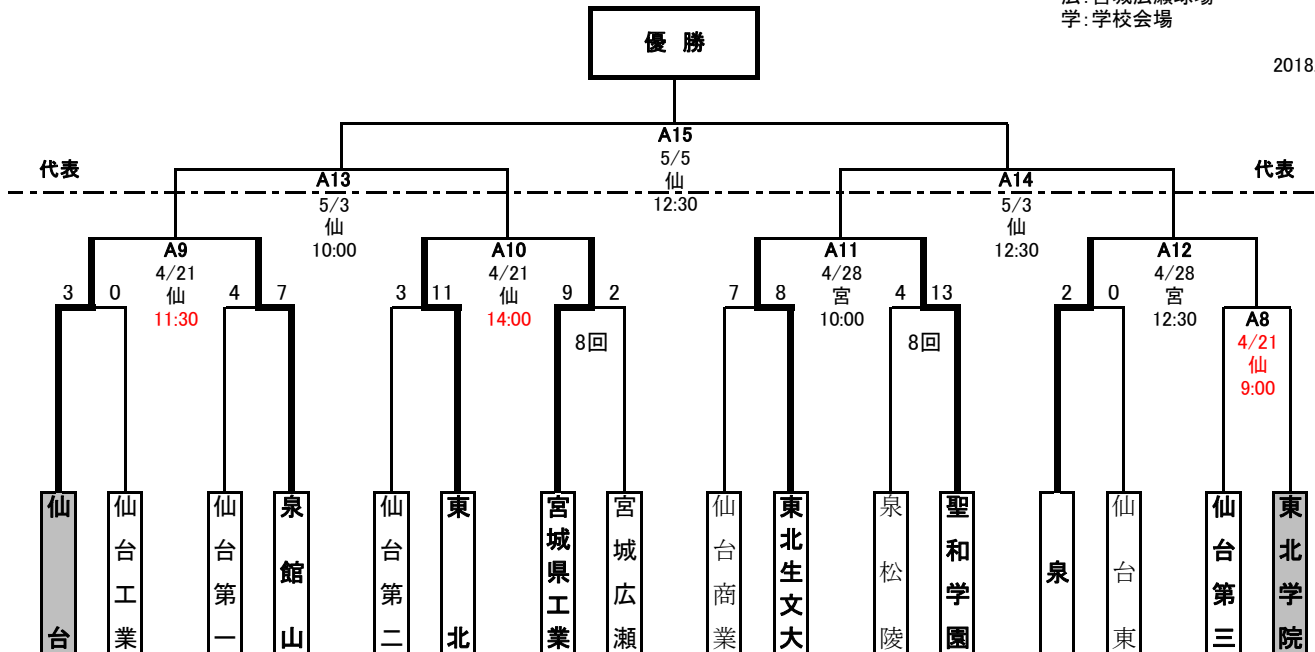 学:学校会場
優 勝
2018
A15
5/5
仙
12:30
代表
代表
A13
5/3
仙
10:00
A14
5/3
仙
12:30
A9
4/21
仙
11:30
A10
4/21
仙
14:00
A11
4/28
宮
10:00
A12
4/28
宮
12:30
3 0
4 7
3 11
9 2
7 8
4 13
2 0
8回
8回
A8
4/21
仙
9:00
仙台
仙台工業
仙台第一
泉館山
仙台第二
東北
宮城県工業
宮城広瀬
仙台商業
東北生文大
泉松陵
聖和学園
泉
仙台東
仙台第三
東北学院